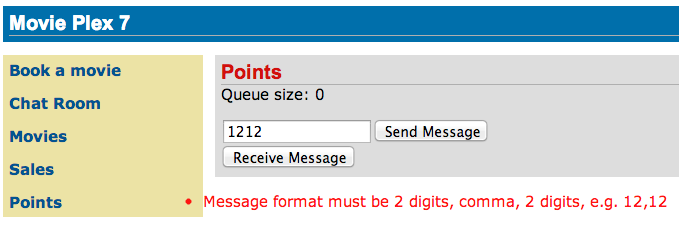 Movie Plex 7
Book a movie
Chat Room
Movies
Sales
Points
Points
Queue size: 0
1212 Send Message
Receive Message
Message format must be 2 digits, comma, 2 digits, e.g. 12,12